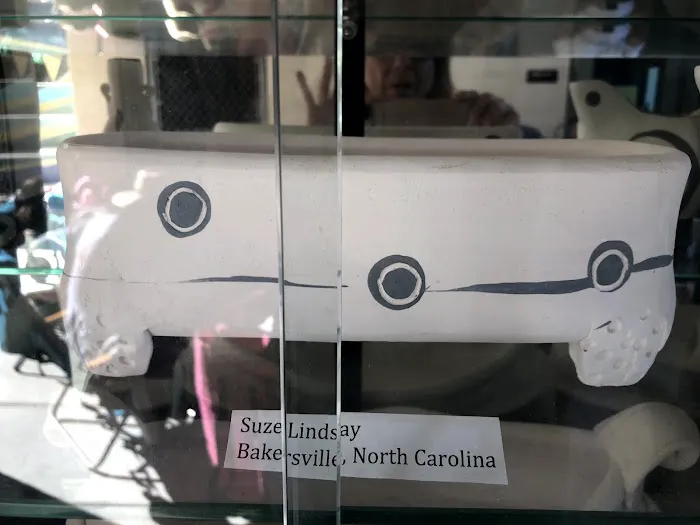 Suze Lindsay
Bakersville, North Carolina